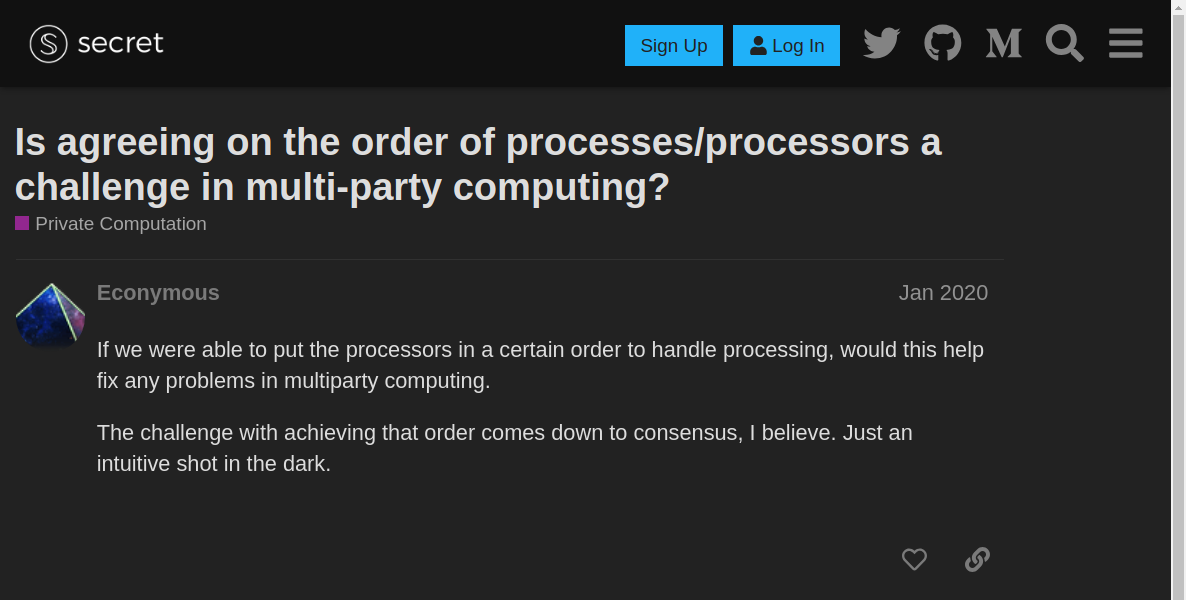 secret
Sign Up
Log In
Is agreeing on the order of processes/processors a
challenge in multi-party computing?
Private Computation
Econymous
Jan 2020
If we were able to put the processors in a certain order to handle processing, would this help
fix any problems in multiparty computing.
The challenge with achieving that order comes down to consensus, I believe. Just an
intuitive shot in the dark.